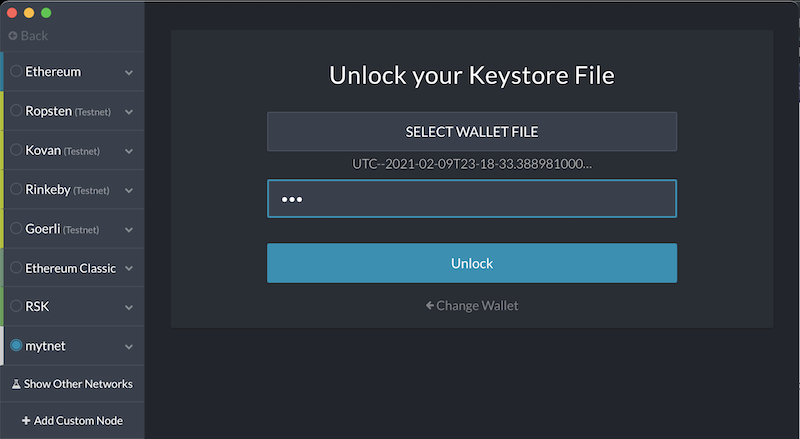 Back
Ethereum
Ropsten (Testnet)
Kovan (Testnet)
Rinkeby (Testnet)
Goerli (Testnet)
Ethereum Classic
RSK
mytnet
Show Other Networks
Add Custom Node
Unlock your Keystore File
SELECT WALLET FILE
UTC--2021-02-09T23-18-33.388981000...
Unlock
Change Wallet